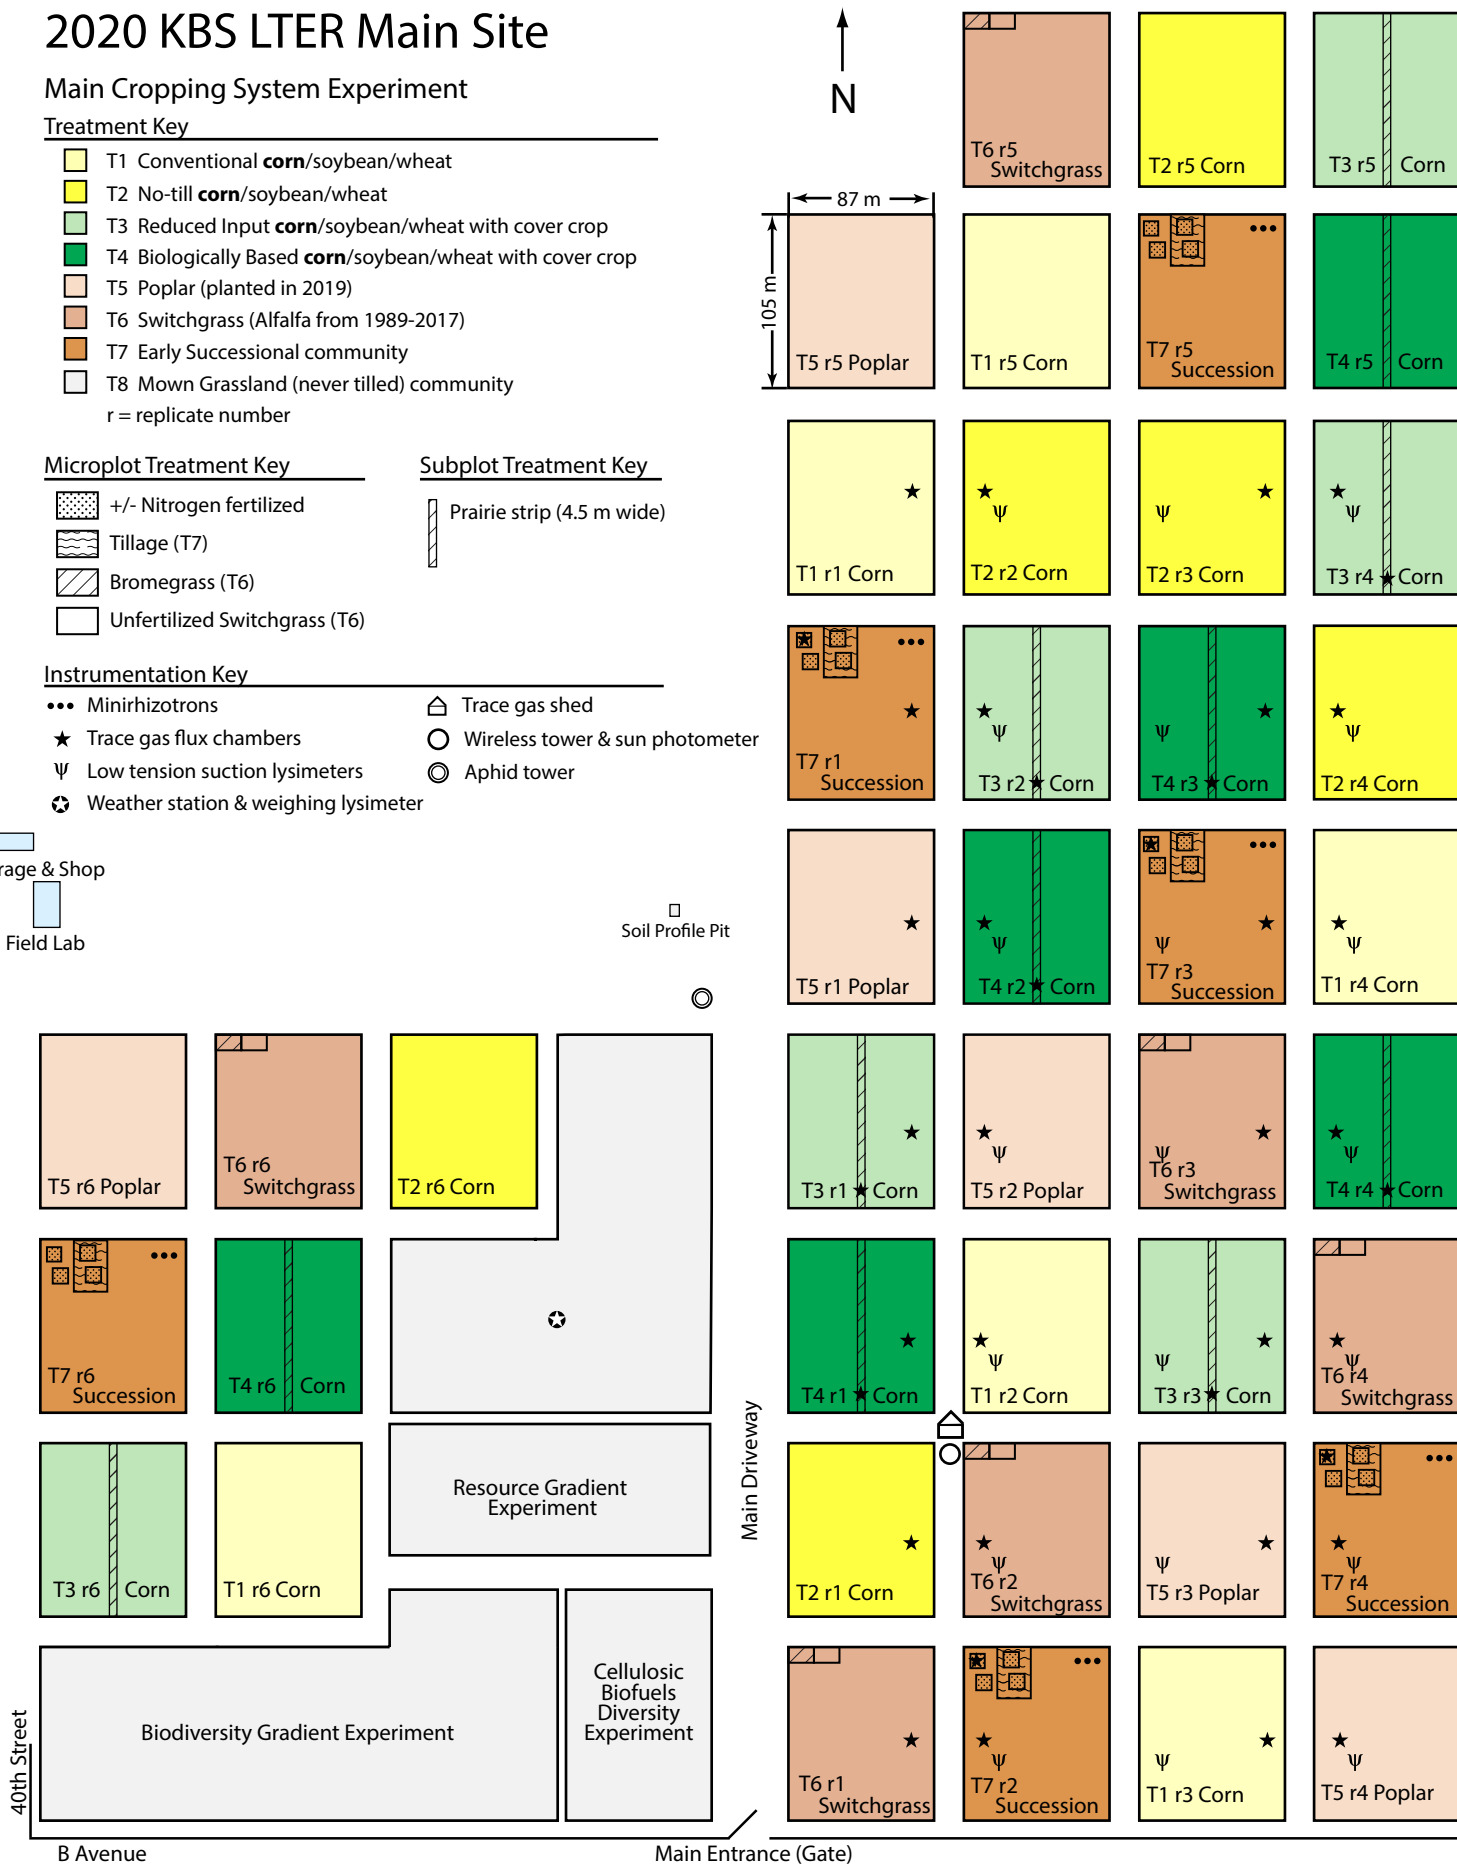 2020 KBS LTER Main Site
Main Cropping System Experiment
Treatment Key
T1 Conventional corn/soybean/wheat
T2 No-till corn/soybean/wheat
T3 Reduced Input corn/soybean/wheat with cover crop
T4 Biologically Based corn/soybean/wheat with cover crop
T5 Poplar (planted in 2019)
T6 Switchgrass (Alfalfa from 1989-2017)
T7 Early Successional community
T8 Mown Grassland (never tilled) community
r = replicate number
Microplot Treatment Key
+/- Nitrogen fertilized
Tillage (T7)
Bromegrass (T6)
Unfertilized Switchgrass (T6)
Subplot Treatment Key
Prairie strip (4.5 m wide)
Instrumentation Key
Minirhizotrons
Trace gas flux chambers
ψ Low tension suction lysimeters
Weather station & weighing lysimeter
Trace gas shed
Wireless tower & sun photometer
Aphid tower
N
T6 r5
Switchgrass
T2 r5 Corn
T3 r5 Corn
87 m
105 m
T5 r5 Poplar
T1 r5 Corn
T7 r5
Succession
T4 r5 Corn
T1 r1 Corn
ψ
T2 r2 Corn
ψ
T2 r3 Corn
ψ
T3 r4 Corn
T7 r1
Succession
ψ
T3 r2 Corn
ψ
T4 r3 Corn
ψ
T2 r4 Corn
rage & Shop
Field Lab
Soil Profile Pit
T5 r1 Poplar
ψ
T4 r2 Corn
ψ
T7 r3
Succession
ψ
T1 r4 Corn
T5 r6 Poplar
T6 r6
Switchgrass
T2 r6 Corn
T3 r1 Corn
ψ
T5 r2 Poplar
ψ
T6 r3
Switchgrass
ψ
T4 r4 Corn
T7 r6
Succession
T4 r6 Corn
T4 r1 Corn
ψ
T1 r2 Corn
ψ
T3 r3 Corn
ψ
T6 r4
Switchgrass
T3 r6 Corn
T1 r6 Corn
Resource Gradient
Experiment
Main Driveway
T2 r1 Corn
ψ
T6 r2
Switchgrass
ψ
T5 r3 Poplar
ψ
T7 r4
Succession
Biodiversity Gradient Experiment
Cellulosic
Biofuels
Diversity
Experiment
T6 r1
Switchgrass
ψ
T7 r2
Succession
ψ
T1 r3 Corn
ψ
T5 r4 Poplar
40th Street
B Avenue
Main Entrance (Gate)